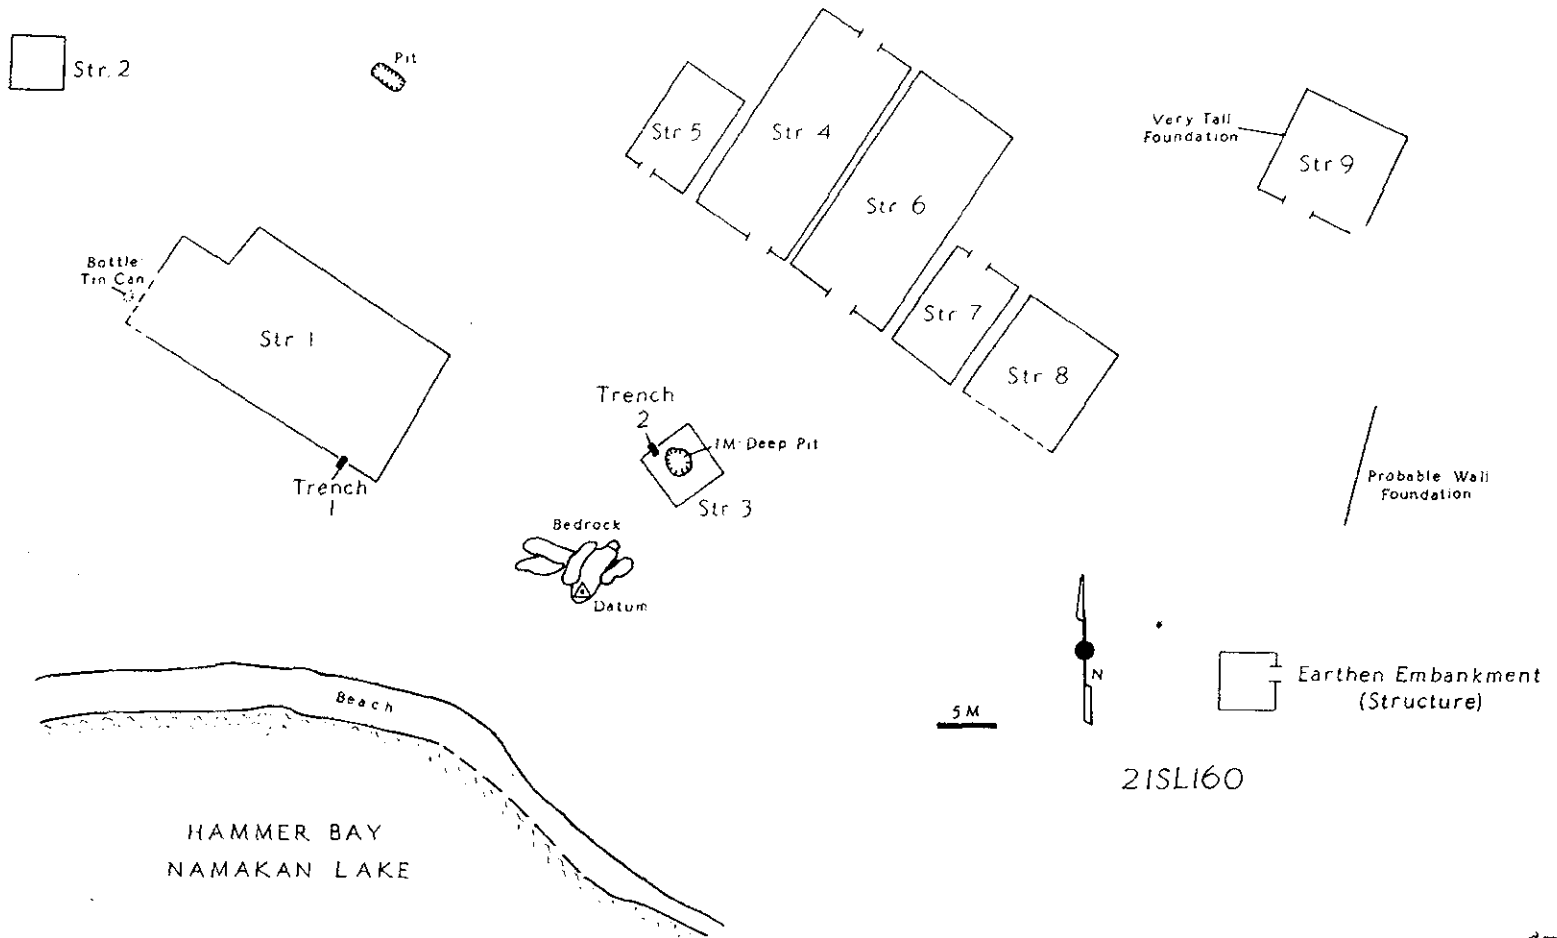 Str. 2
Pit
Str 5
Str 4
Str 6
Very Tall
Foundation
Str 9
Bottle
Tin Can
Str 1
Str 7
Str 8
Trench
2
1M. Deep Pit
Trench
1
Str 3
Probable Wall
Foundation
Bedrock
Datum
N
Earthen Embankment
(Structure)
Beach
5 M
21SL160
HAMMER BAY
NAMAKAN LAKE